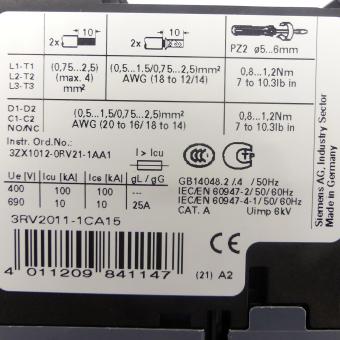 10
10
2x
2x
PZ2 ø5...6mm
L1-T1
L2-T2
L3-T3
(0,75...2,5)
(max. 4)
mm²
(0,5...1,5/0,75...2,5)mm²
AWG (18 to 12/14)
0,8...1,2Nm
7 to 10.3lb in
D1-D2
C1-C2
NO/NC
(0,5...1,5/0,75...2,5)mm²
AWG (20 to 16/18 to 14)
0,8...1,2Nm
7 to 10.3lb in
Instr. Ord.No.:
3ZX1012-0RV21-1AA1
I > Icu
Ue [V] Icu [kA] Ics [kA] gL / gG
400 100 100 ---
690 10 10 25A
CCC
GB14048.2 /.4 / 50Hz
IEC/EN 60947-2/ 50/ 60Hz
IEC/EN 60947-4-1/ 50/ 60Hz
CAT. A Uimp 6kV
3RV2011-1CA15
4 011209 841147
(21) A2
Siemens AG, Industry Sector
Made in Germany